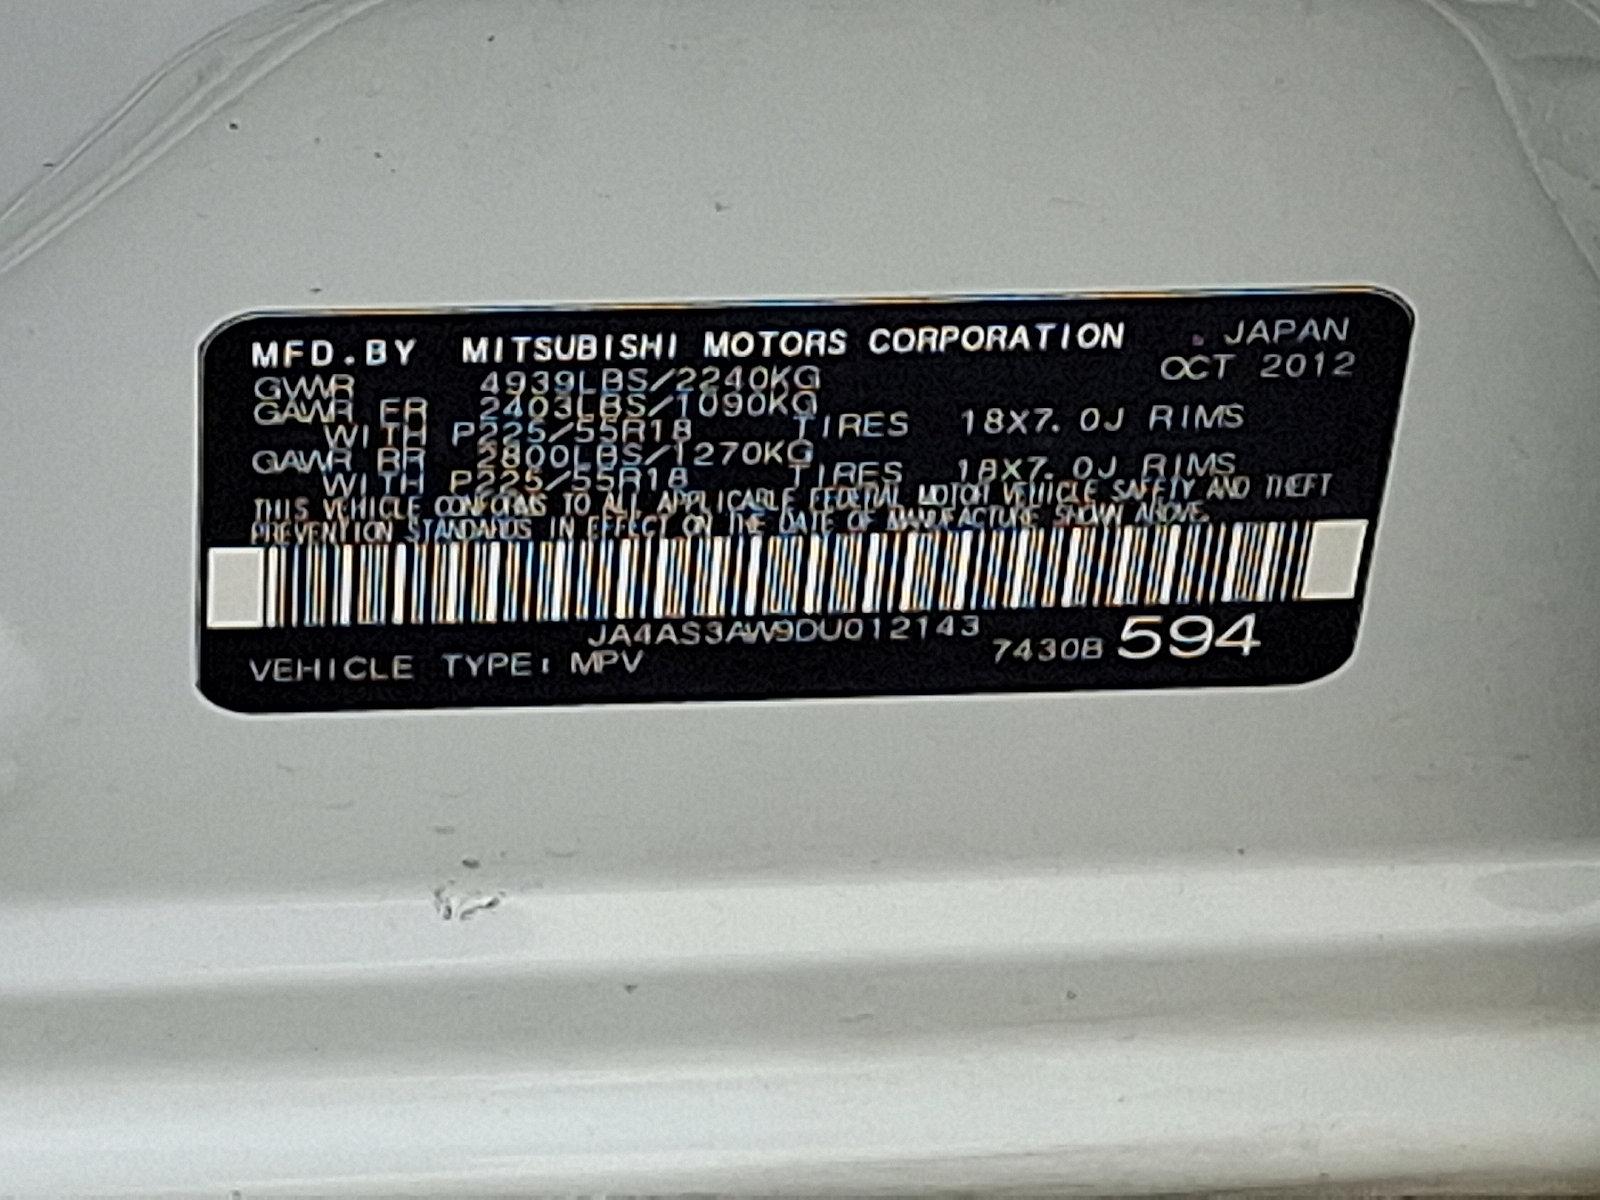 MFD.BY MITSUBISHI MOTORS CORPORATION . JAPAN
GVWR 4939LBS/2240KG OCT 2012
GAWR FR 2403LBS/1090KG
WITH P225/55R18 TIRES 18X7.0J RIMS
GAWR RR 2800LBS/1270KG
WITH P225/55R18 TIRES 18X7.0J RIMS
THIS VEHICLE CONFORMS TO ALL APPLICABLE FEDERAL MOTOR VEHICLE SAFETY AND THEFT
PREVENTION STANDARDS IN EFFECT ON THE DATE OF MANUFACTURE SHOWN ABOVE.
JA4AS3AW9DU012143
VEHICLE TYPE: MPV 7430B 594